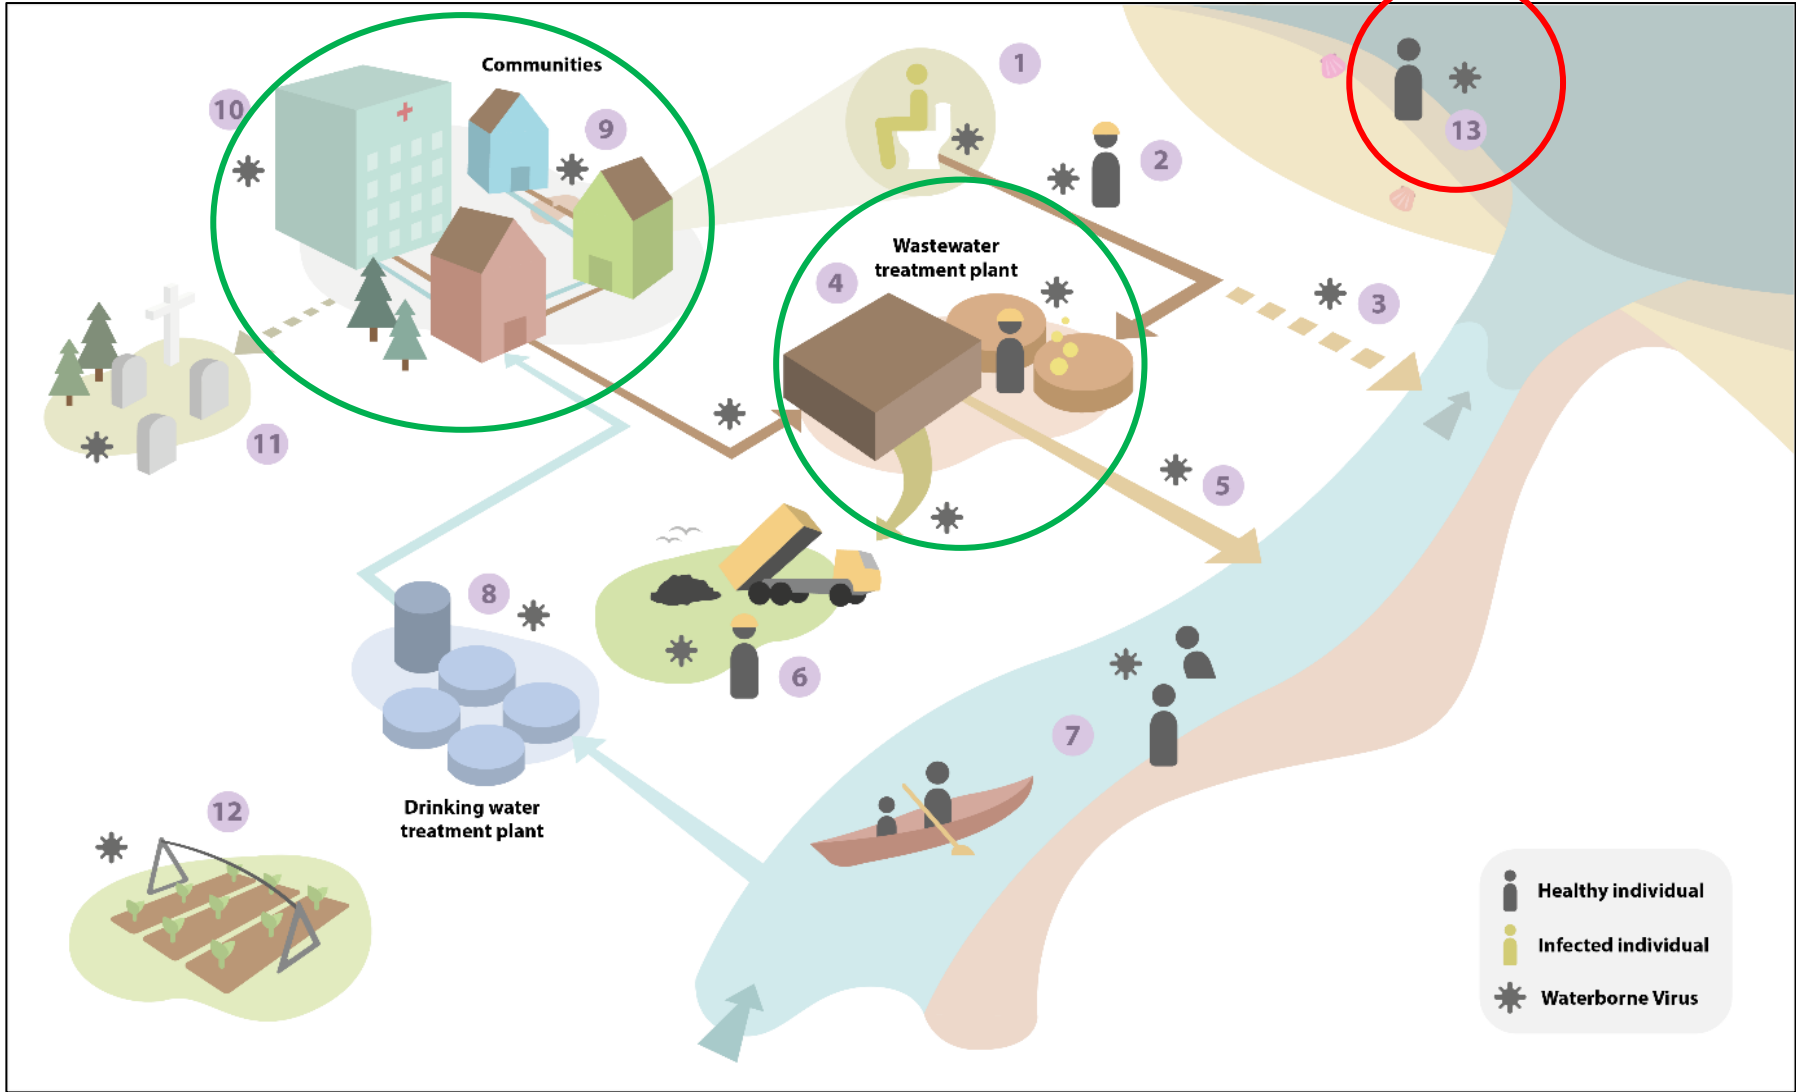 Communities
1
10
9
13
2
Wastewater
treatment plant
4
3
11
5
8
6
7
12
Drinking water
treatment plant
Healthy individual
Infected individual
Waterborne Virus